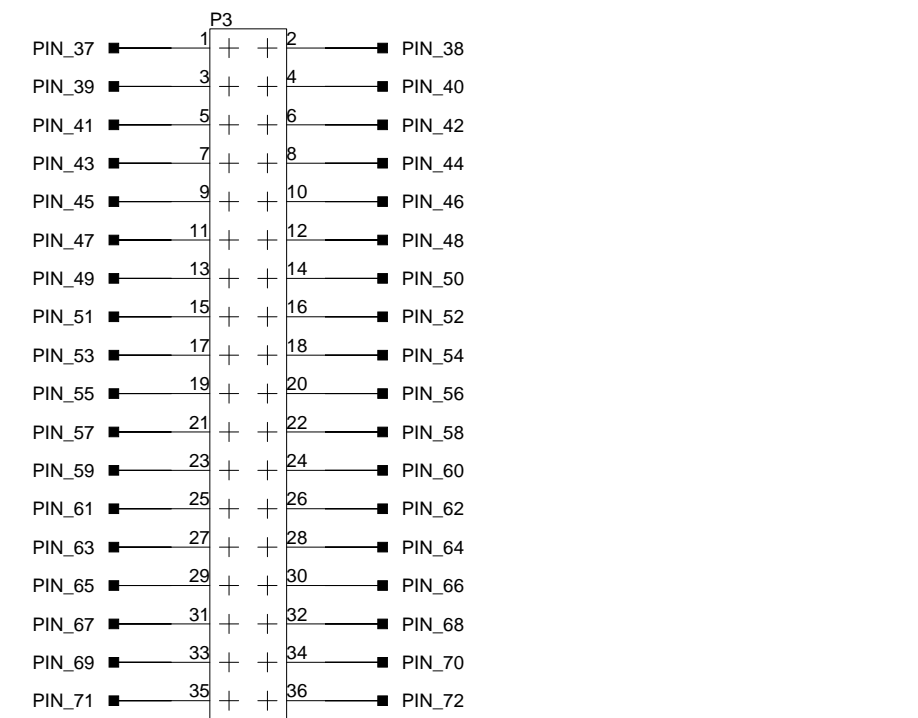 P3
PIN_37 1 2 PIN_38
PIN_39 3 4 PIN_40
PIN_41 5 6 PIN_42
PIN_43 7 8 PIN_44
PIN_45 9 10 PIN_46
PIN_47 11 12 PIN_48
PIN_49 13 14 PIN_50
PIN_51 15 16 PIN_52
PIN_53 17 18 PIN_54
PIN_55 19 20 PIN_56
PIN_57 21 22 PIN_58
PIN_59 23 24 PIN_60
PIN_61 25 26 PIN_62
PIN_63 27 28 PIN_64
PIN_65 29 30 PIN_66
PIN_67 31 32 PIN_68
PIN_69 33 34 PIN_70
PIN_71 35 36 PIN_72